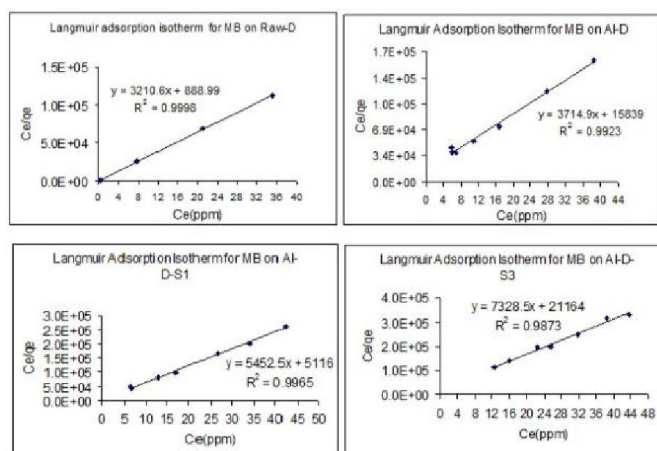 Langmuir adsorption isotherm for MB on Raw-D
1.5E+05
1.0E+05
5.0E+04
0.0E+00
Ce/qe
y = 3210.6x + 888.99
R² = 0.9998
0 4 8 12 16 20 24 28 32 36 40
Ce(ppm)
Langmuir Adsorption Isotherm for MB on Al-D
1.7E+05
1.4E+05
1.0E+05
6.9E+04
3.4E+04
0.0E+00
Ce/qe
y = 3714.9x + 15839
R² = 0.9923
0 4 8 12 16 20 24 28 32 36 40 44
Ce(ppm)
Langmuir Adsorption Isotherm for MB on Al-
D-S1
3.0E+05
2.5E+05
2.0E+05
1.5E+05
1.0E+05
5.0E+04
0.0E+00
Ce/qe
y = 5452.5x + 5116
R² = 0.9965
0 5 10 15 20 25 30 35 40 45 50
Ce(ppm)
Langmuir Adsorption Isotherm for MB on Al-D-
S3
4.0E+05
3.0E+05
2.0E+05
1.0E+05
0.0E+00
Ce/qe
y = 7328.5x + 21164
R² = 0.9873
0 4 8 12 16 20 24 28 32 36 40 44 48
Ce(ppm)